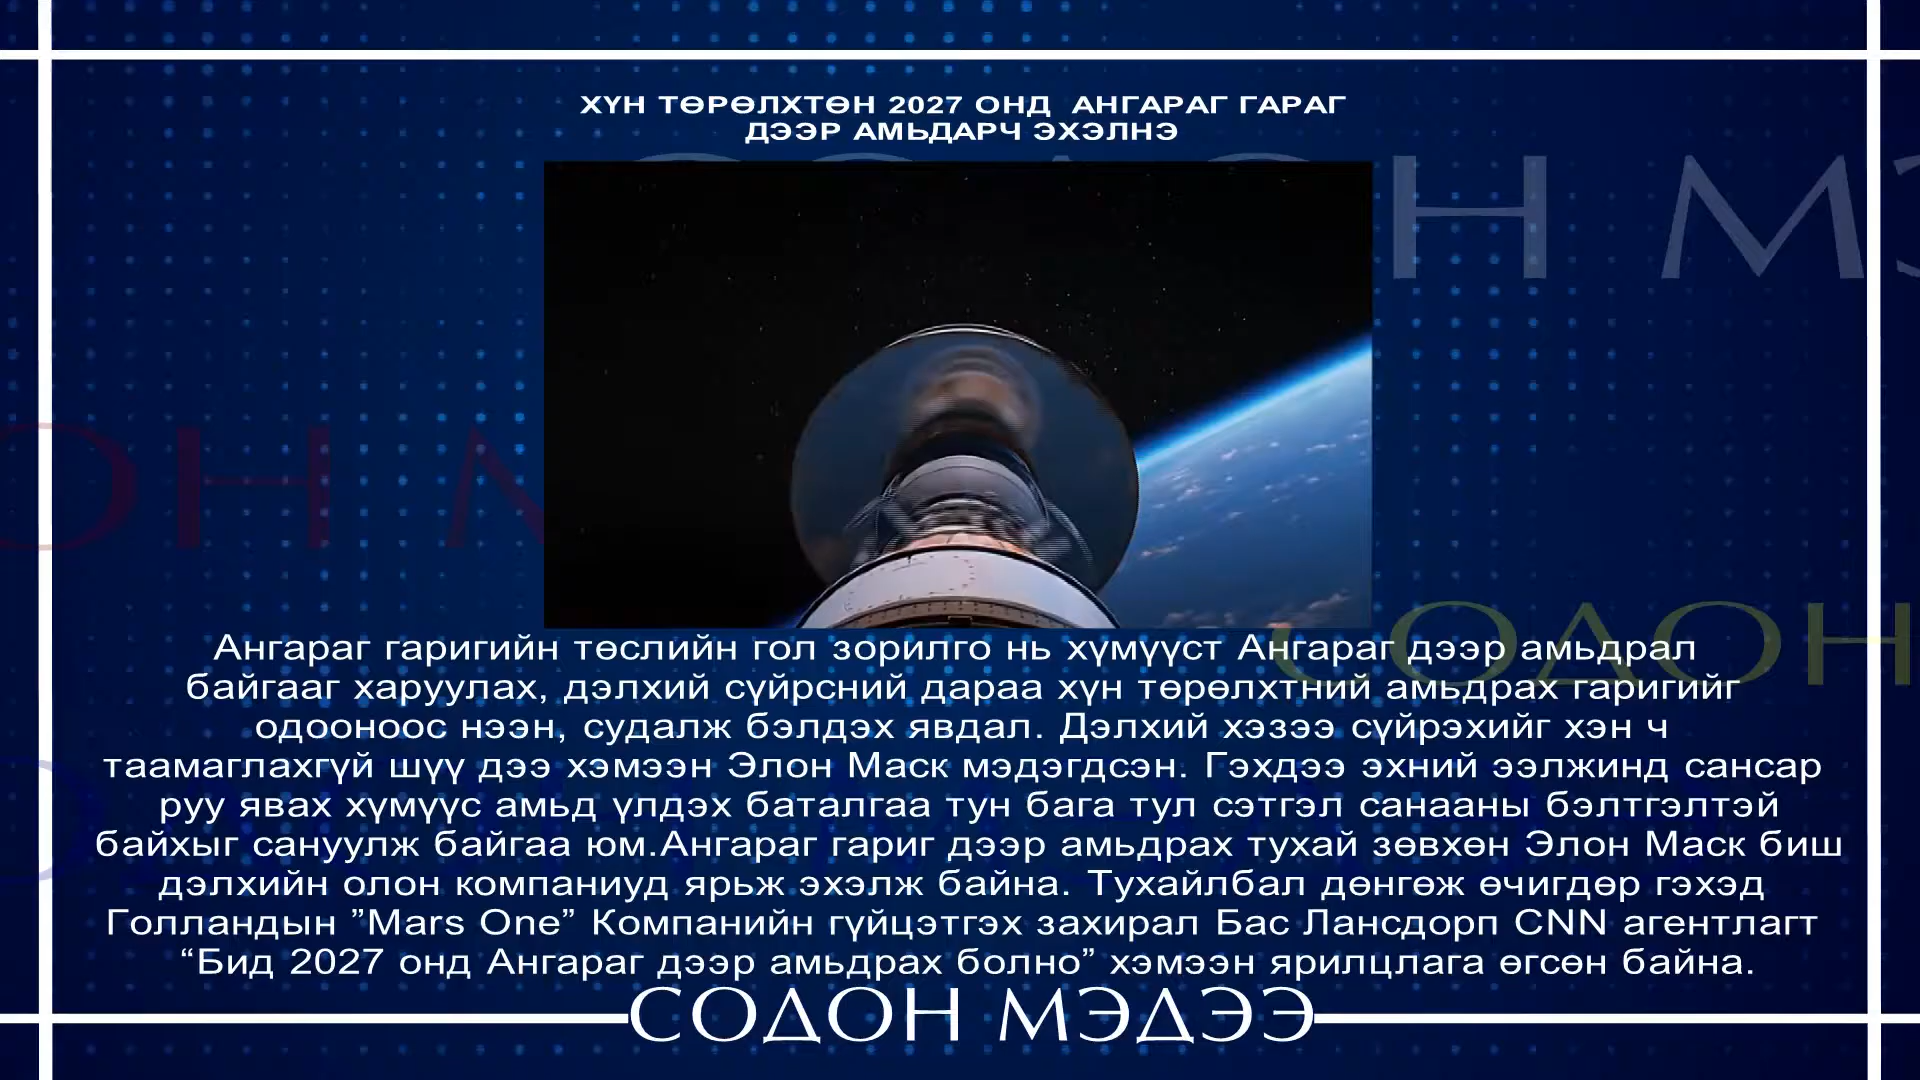 ХҮН ТӨРӨЛХТӨН 2027 ОНД АНГАРАГ ГАРАГ
ДЭЭР АМЬДАРЧ ЭХЭЛНЭ
Ангараг гаригийн төслийн гол зорилго нь хүмүүст Ангараг дээр амьдрал
байгааг харуулах, дэлхий сүйрсний дараа хүн төрөлхтний амьдрах гаригийг
одооноос нээн, судалж бэлдэх явдал. Дэлхий хэзээ сүйрэхийг хэн ч
таамаглахгүй шүү дээ хэмээн Элон Маск мэдэгдсэн. Гэхдээ эхний ээлжинд сансар
руу явах хүмүүс амьд үлдэх баталгаа тун бага тул сэтгэл санааны бэлтгэлтэй
байхыг сануулж байгаа юм.Ангараг гариг дээр амьдрах тухай зөвхөн Элон Маск биш
дэлхийн олон компаниуд ярьж эхэлж байна. Тухайлбал дөнгөж өчигдөр гэхэд
Голландын ”Mars One” Компанийн гүйцэтгэх захирал Бас Лансдорп CNN агентлагт
“Бид 2027 онд Ангараг дээр амьдрах болно” хэмээн ярилцлага өгсөн байна.
СОДОН МЭДЭЭ